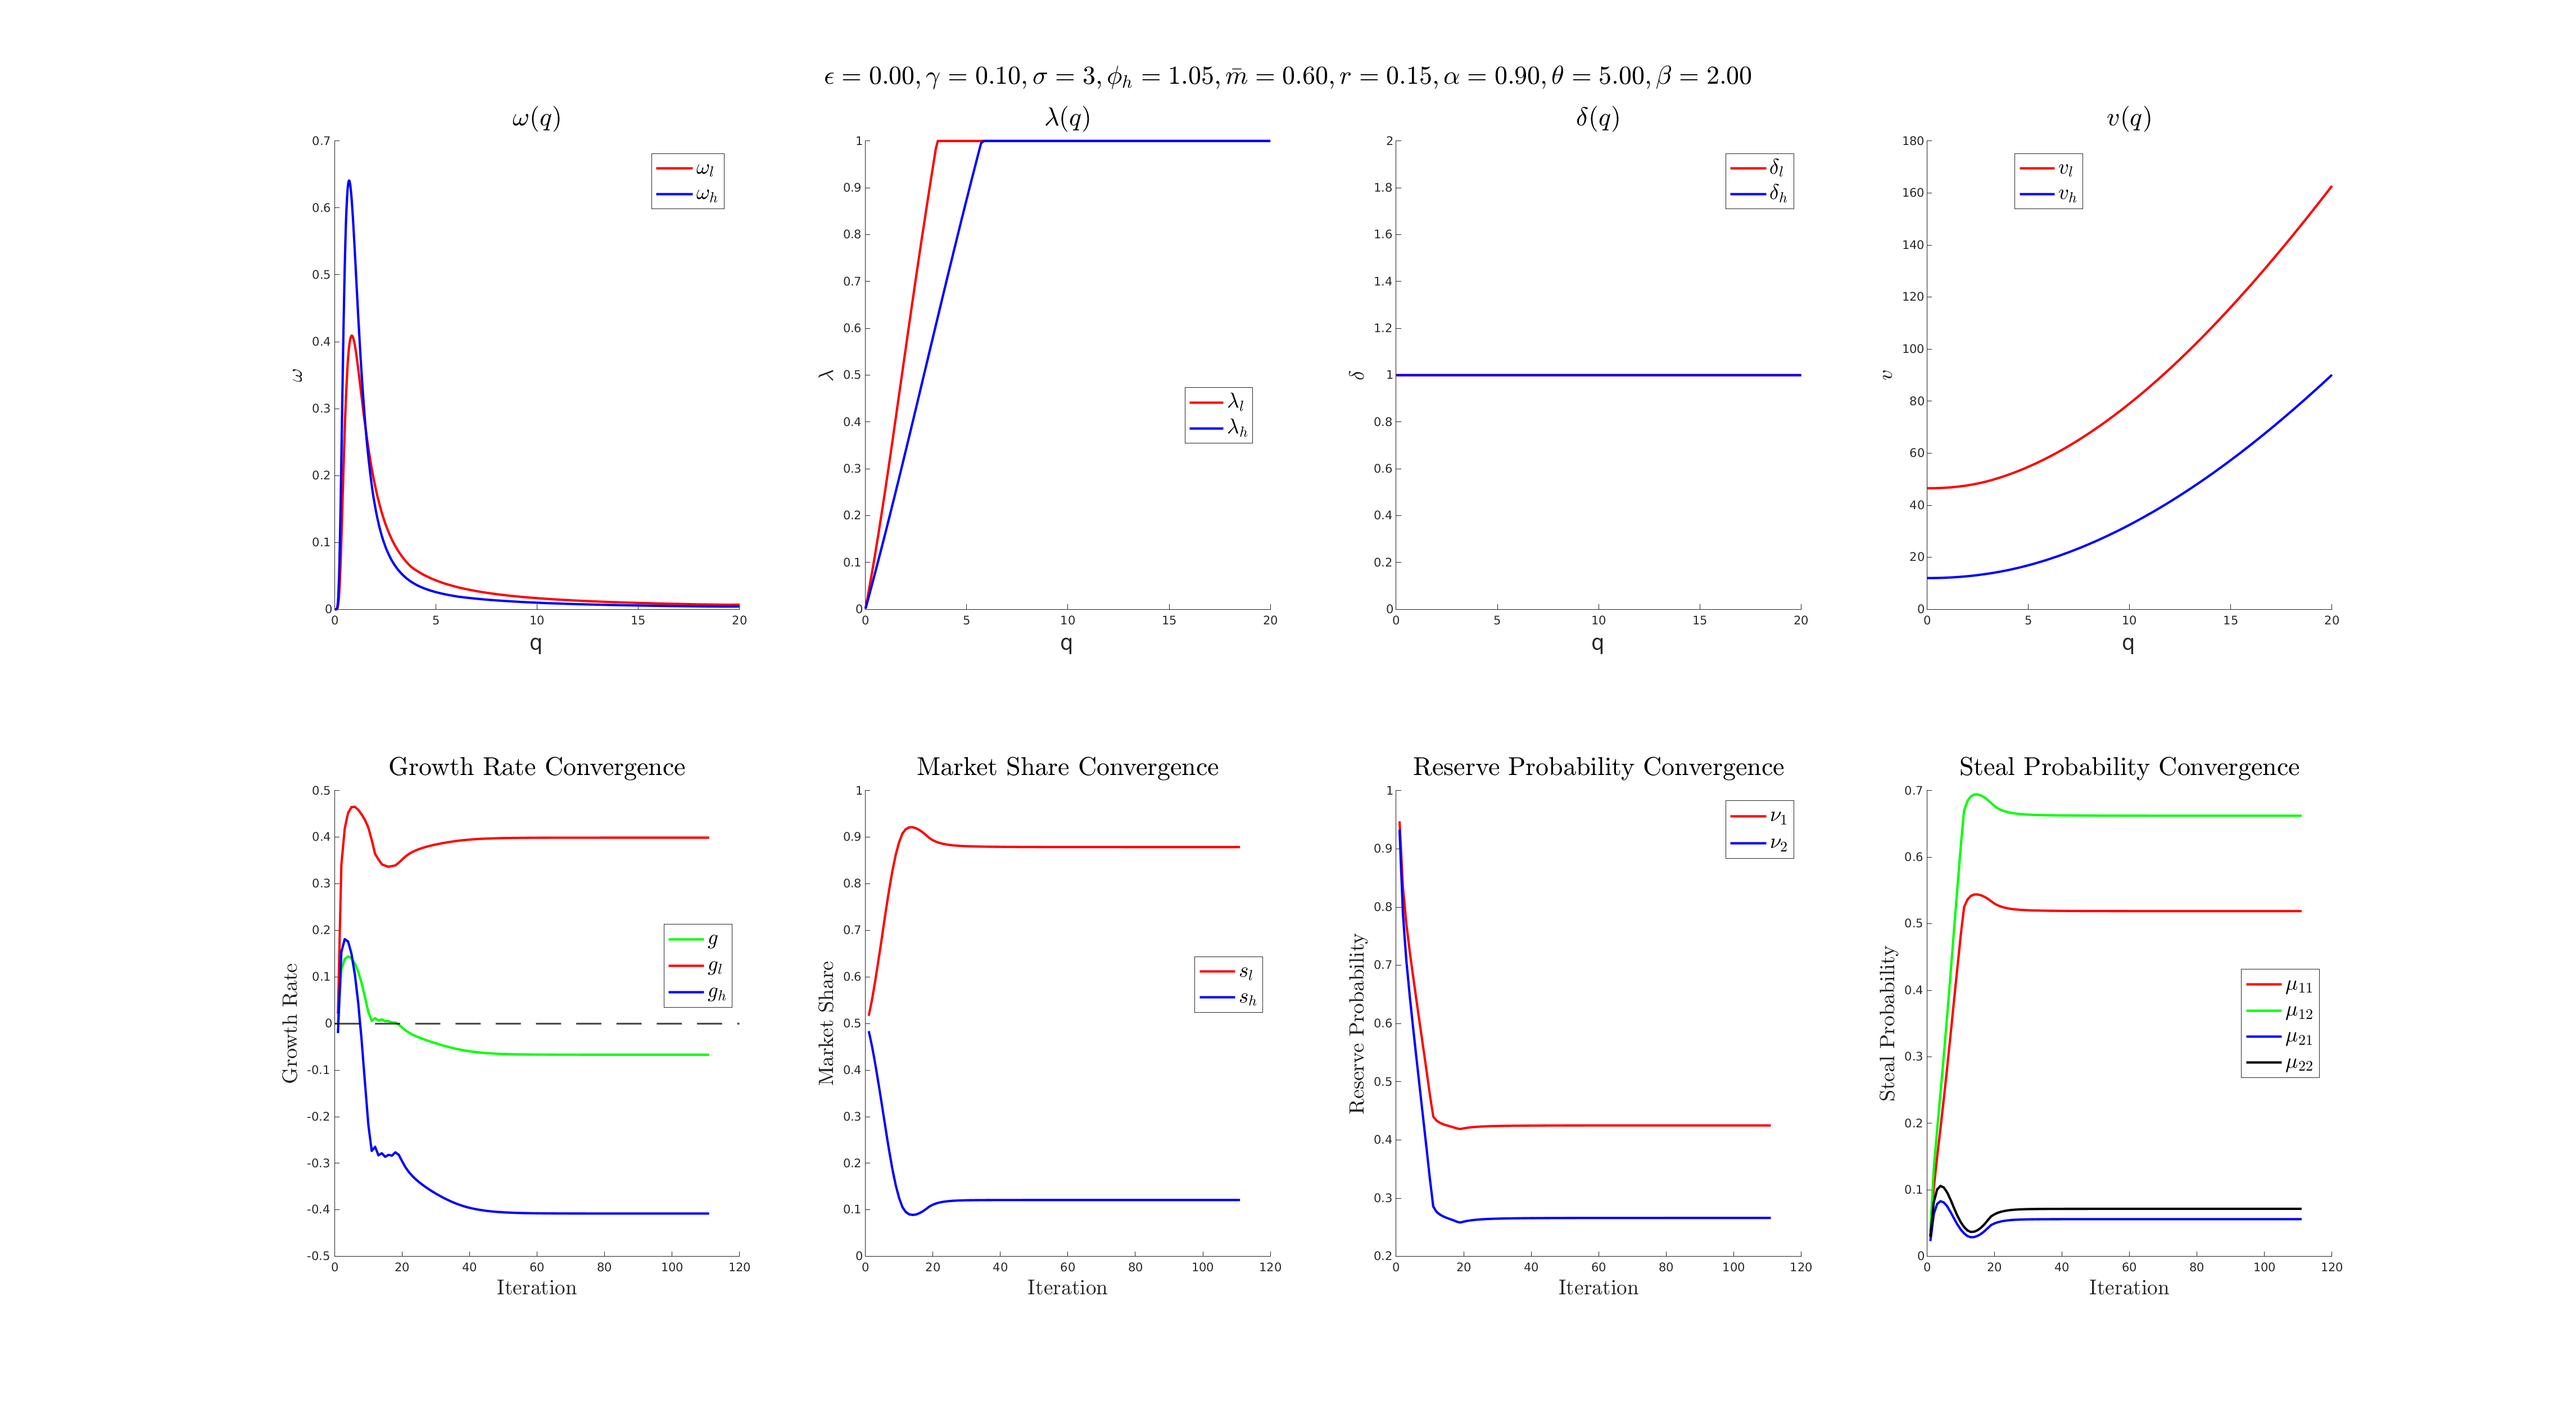 ϵ = 0.00, γ = 0.10, σ = 3, ϕ_h = 1.05, m̄ = 0.60, r = 0.15, α = 0.90, θ = 5.00, β = 2.00
ω(q)
0.7
0.6
0.5
0.4
0.3
0.2
0.1
0
ω
ω_l
ω_h
0 5 10 15 20
q
λ(q)
1
0.9
0.8
0.7
0.6
0.5
0.4
0.3
0.2
0.1
0
λ
λ_l
λ_h
0 5 10 15 20
q
δ(q)
2
1.8
1.6
1.4
1.2
1
0.8
0.6
0.4
0.2
0
δ
δ_l
δ_h
0 5 10 15 20
q
v(q)
180
160
140
120
100
80
60
40
20
0
v
v_l
v_h
0 5 10 15 20
q
Growth Rate Convergence
0.5
0.4
0.3
0.2
0.1
0
-0.1
-0.2
-0.3
-0.4
-0.5
Growth Rate
g
g_l
g_h
0 20 40 60 80 100 120
Iteration
Market Share Convergence
1
0.9
0.8
0.7
0.6
0.5
0.4
0.3
0.2
0.1
0
Market Share
s_l
s_h
0 20 40 60 80 100 120
Iteration
Reserve Probability Convergence
1
0.9
0.8
0.7
0.6
0.5
0.4
0.3
0.2
Reserve Probability
ν_1
ν_2
0 20 40 60 80 100 120
Iteration
Steal Probability Convergence
0.7
0.6
0.5
0.4
0.3
0.2
0.1
0
Steal Probability
μ_11
μ_12
μ_21
μ_22
0 20 40 60 80 100 120
Iteration